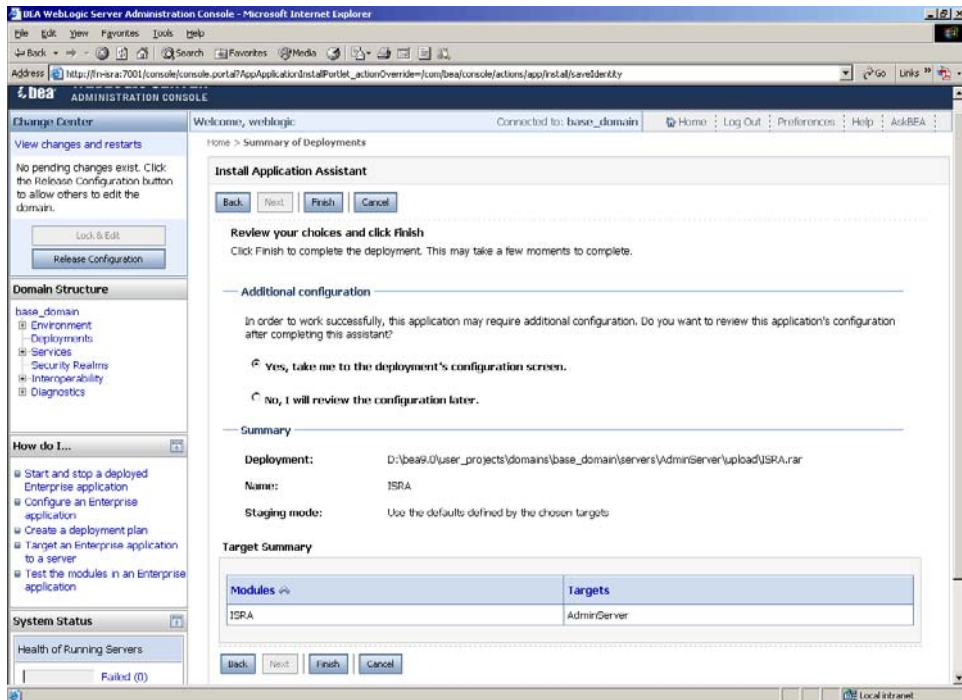 BEA WebLogic Server Administration Console - Microsoft Internet Explorer
File Edit View Favorites Tools Help
Back Search Favorites Media
Address http://fn-isra:7001/console/console.portal?AppApplicationInstallPortlet_actionOverride=/com/bea/console/actions/app/install/saveIdentity Go Links
bea ADMINISTRATION CONSOLE
Change Center
View changes and restarts
No pending changes exist. Click
the Release Configuration button
to allow others to edit the
domain.
Lock & Edit
Release Configuration
Domain Structure
base_domain
Environment
Deployments
Services
Security Realms
Interoperability
Diagnostics
How do I...
Start and stop a deployed
Enterprise application
Configure an Enterprise
application
Create a deployment plan
Target an Enterprise application
to a server
Test the modules in an Enterprise
application
System Status
Health of Running Servers
Failed (0)
Welcome, weblogic Connected to: base_domain Home Log Out Preferences Help AskBEA
Home > Summary of Deployments
Install Application Assistant
Back Next Finish Cancel
Review your choices and click Finish
Click Finish to complete the deployment. This may take a few moments to complete.
Additional configuration
In order to work successfully, this application may require additional configuration. Do you want to review this application's configuration
after completing this assistant?
Yes, take me to the deployment's configuration screen.
No, I will review the configuration later.
Summary
Deployment: D:\bea9.0\user_projects\domains\base_domain\servers\AdminServer\upload\ISRA.rar
Name: ISRA
Staging mode: Use the defaults defined by the chosen targets
Target Summary
Modules Targets
ISRA AdminServer
Back Next Finish Cancel
Local intranet